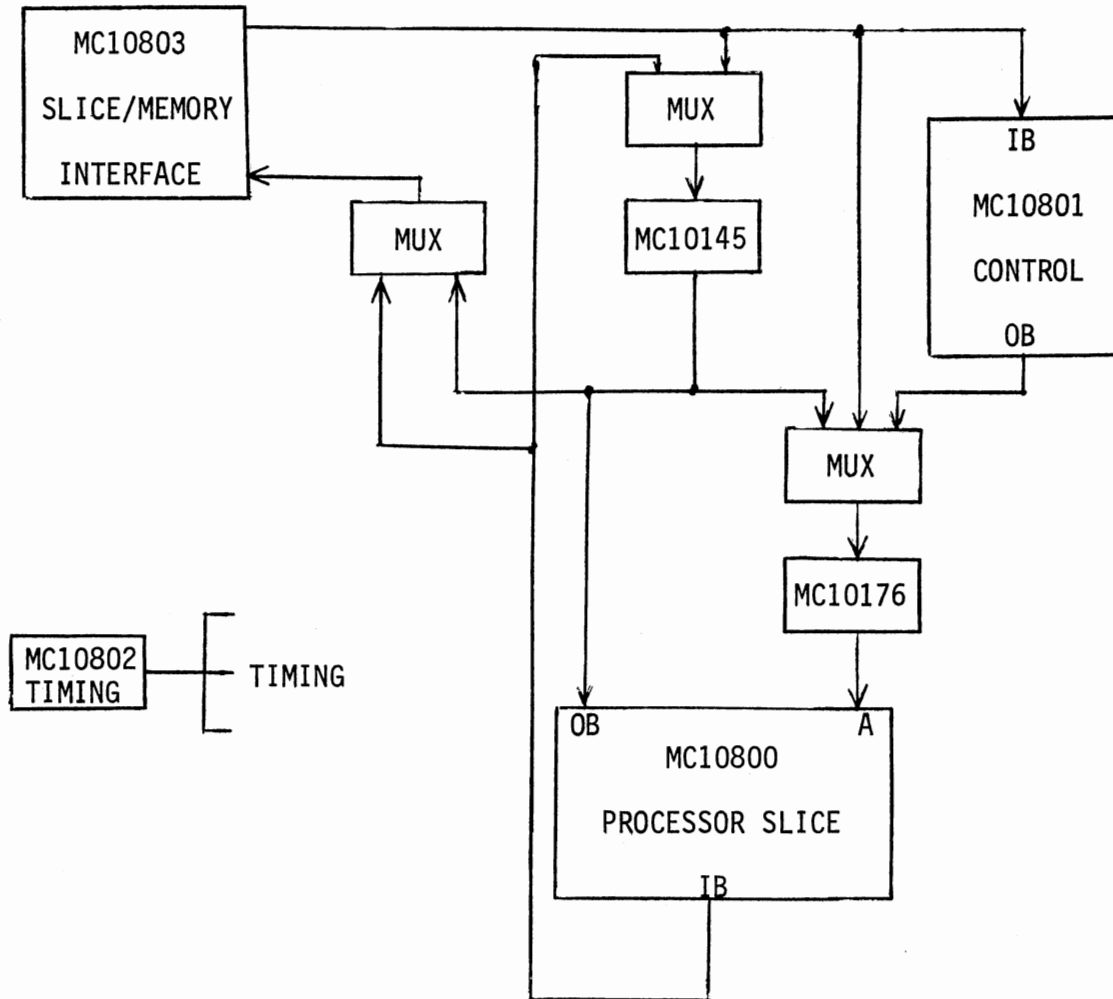 MC10803
SLICE/MEMORY
INTERFACE
MUX
MUX
MC10145
IB
MC10801
CONTROL
OB
MUX
MC10176
MC10802
TIMING
TIMING
OB
A
MC10800
PROCESSOR SLICE
IB